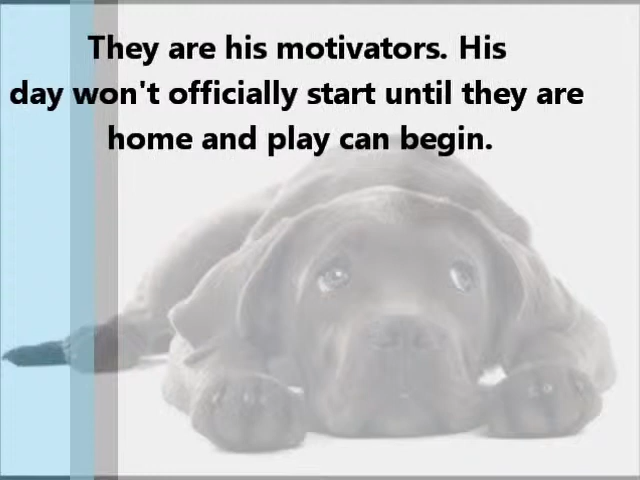 They are his motivators. His
day won't officially start until they are
home and play can begin.